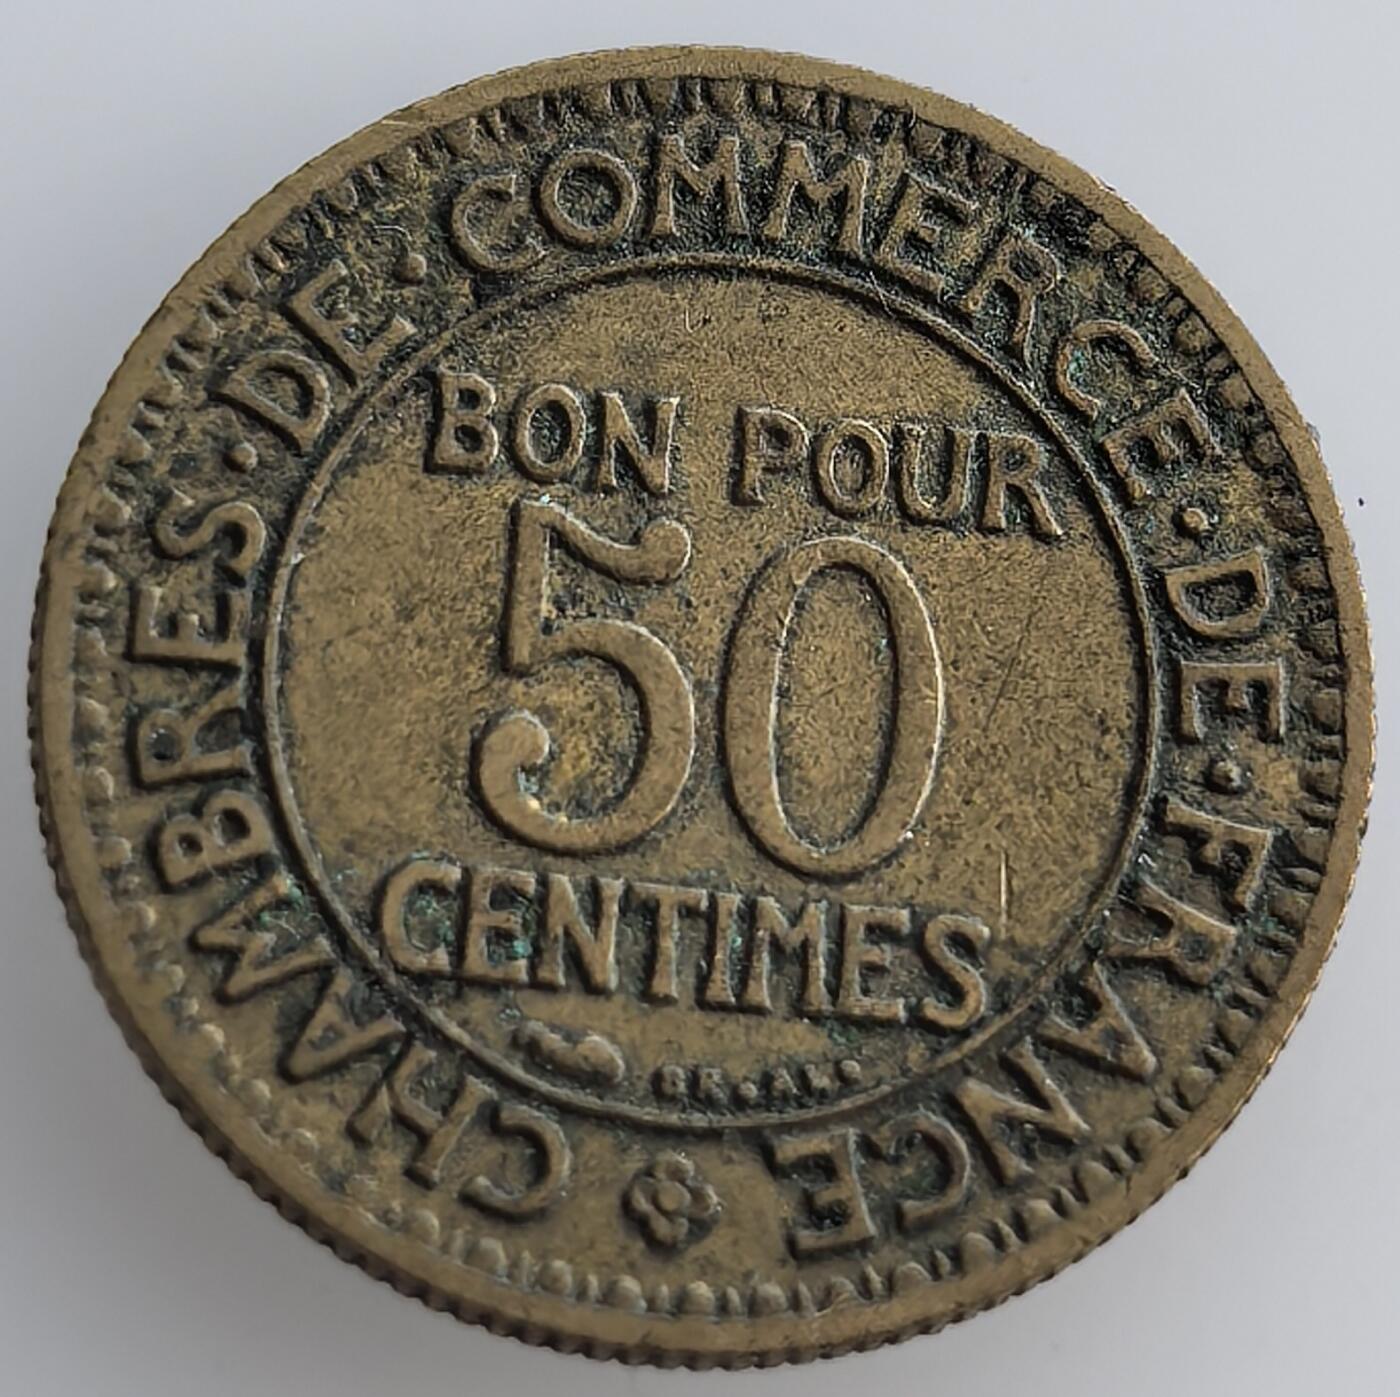 CHAMBRES·DE·COMMERCE·DE·FRANCE
BON POUR
50
CENTIMES